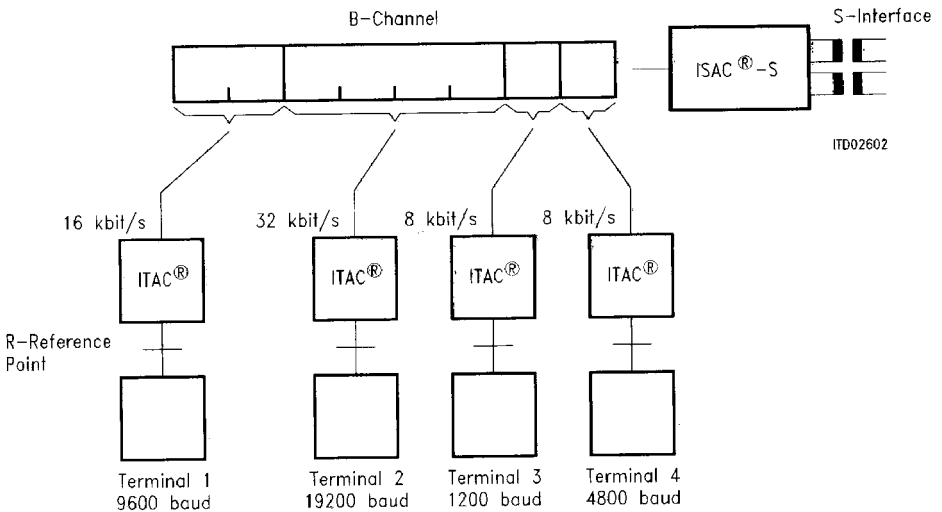 B-Channel
S-Interface
ISAC®-S
ITD02602
16 kbit/s
32 kbit/s
8 kbit/s
8 kbit/s
ITAC®
ITAC®
ITAC®
ITAC®
R-Reference
Point
Terminal 1
9600 baud
Terminal 2
19200 baud
Terminal 3
1200 baud
Terminal 4
4800 baud